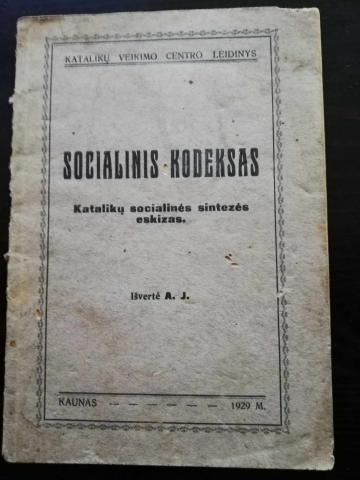 KATALIKŲ VEIKIMO CENTRO LEIDINYS
SOCIALINIS KODEKSAS
Katalikų socialinės sintezės
eskizas.
Išvertė A. J.
KAUNAS — — — — — — 1929 M.